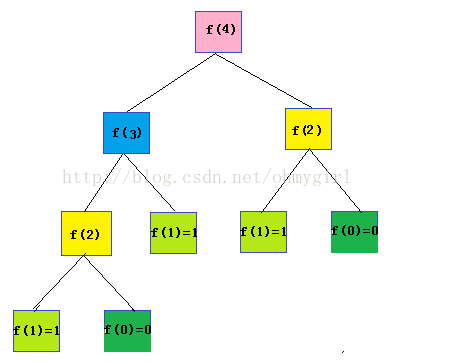 f(4)
f(3)
f(2)
http://blog.csdn.net/ohmygirl
f(2)
f(1)=1
f(1)=1
f(0)=0
f(1)=1
f(0)=0